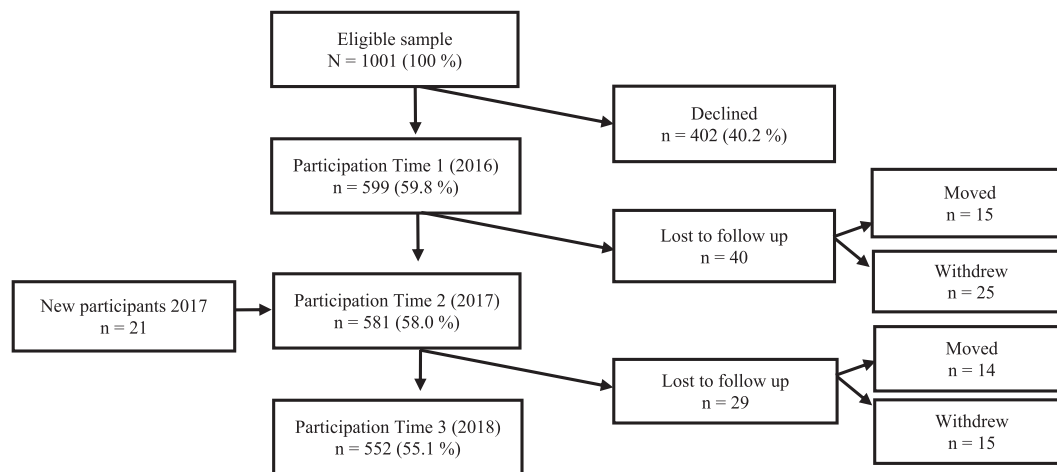 Eligible sample
N = 1001 (100 %)
Declined
n = 402 (40.2 %)
Participation Time 1 (2016)
n = 599 (59.8 %)
Moved
n = 15
Lost to follow up
n = 40
Withdrew
n = 25
New participants 2017
n = 21
Participation Time 2 (2017)
n = 581 (58.0 %)
Moved
n = 14
Lost to follow up
n = 29
Withdrew
n = 15
Participation Time 3 (2018)
n = 552 (55.1 %)